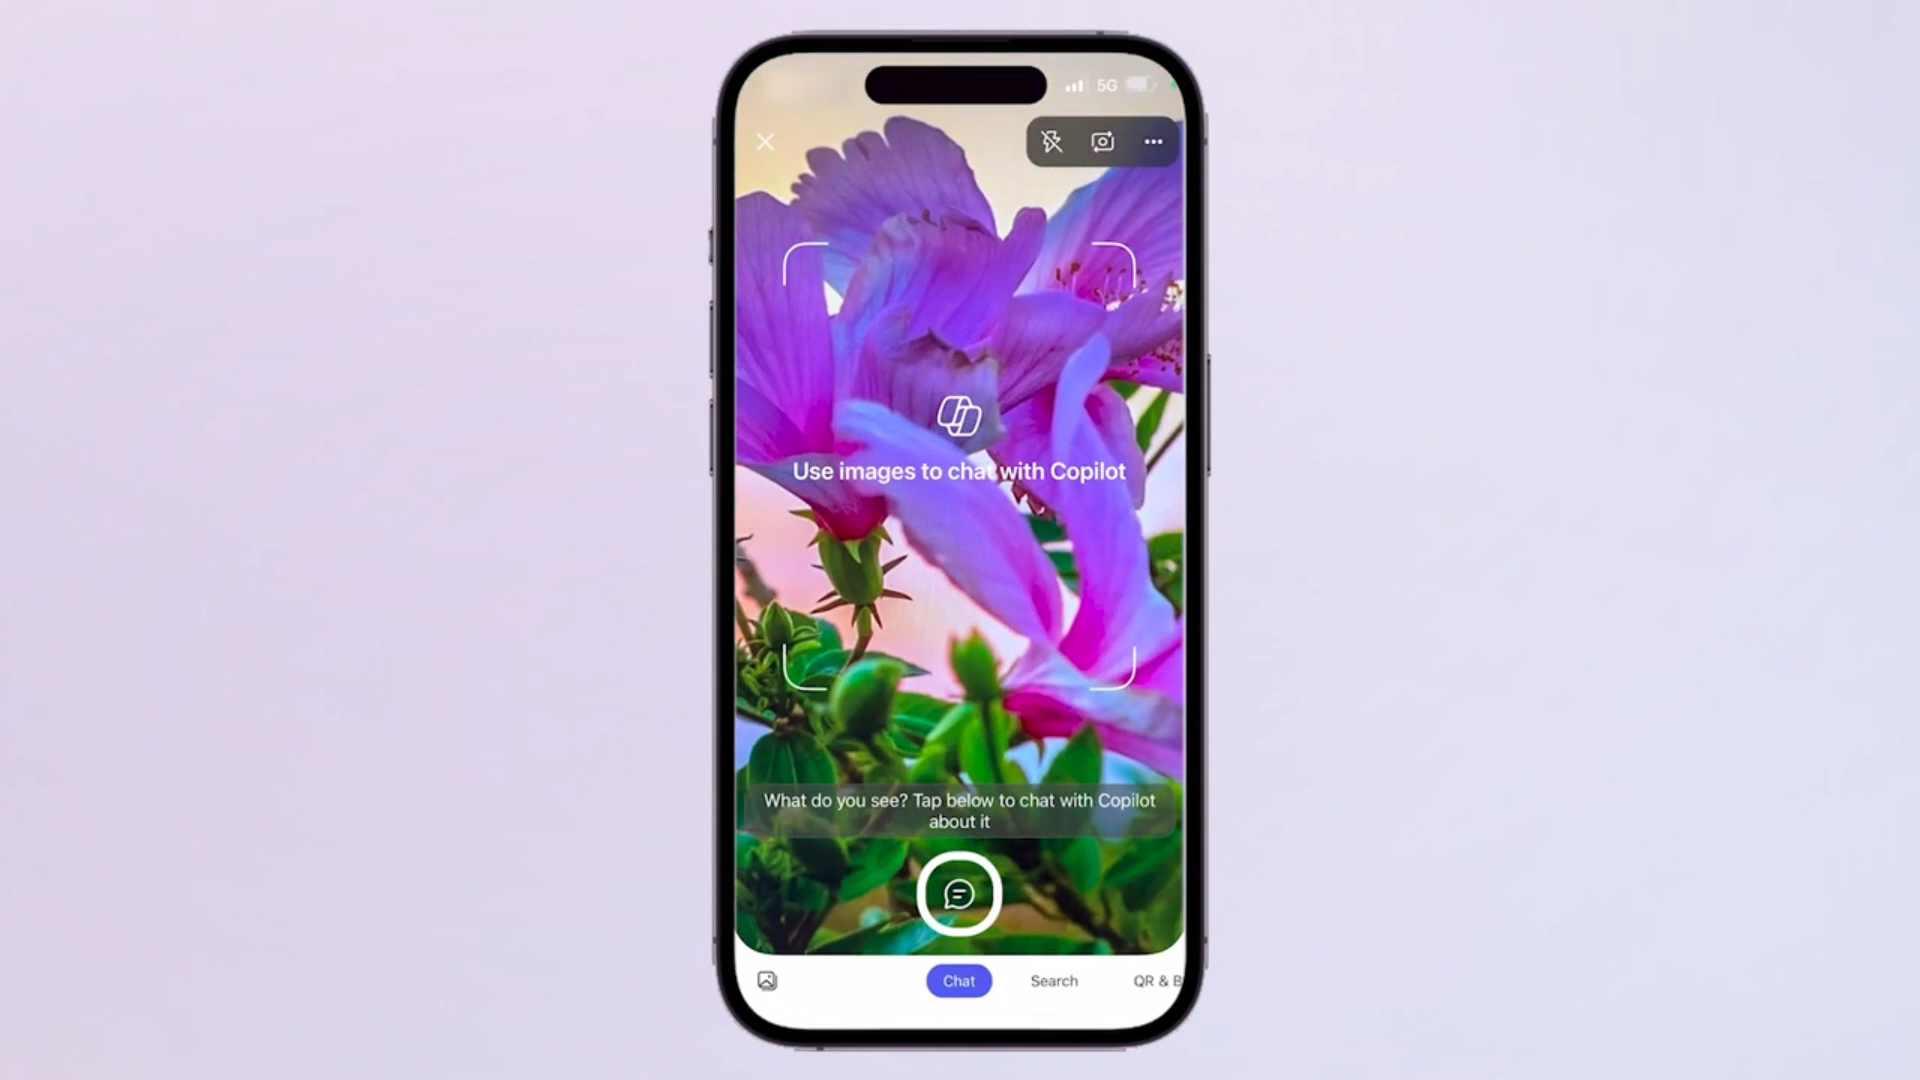 5G
Use images to chat with Copilot
What do you see? Tap below to chat with Copilot
about it
Chat
Search
QR & B